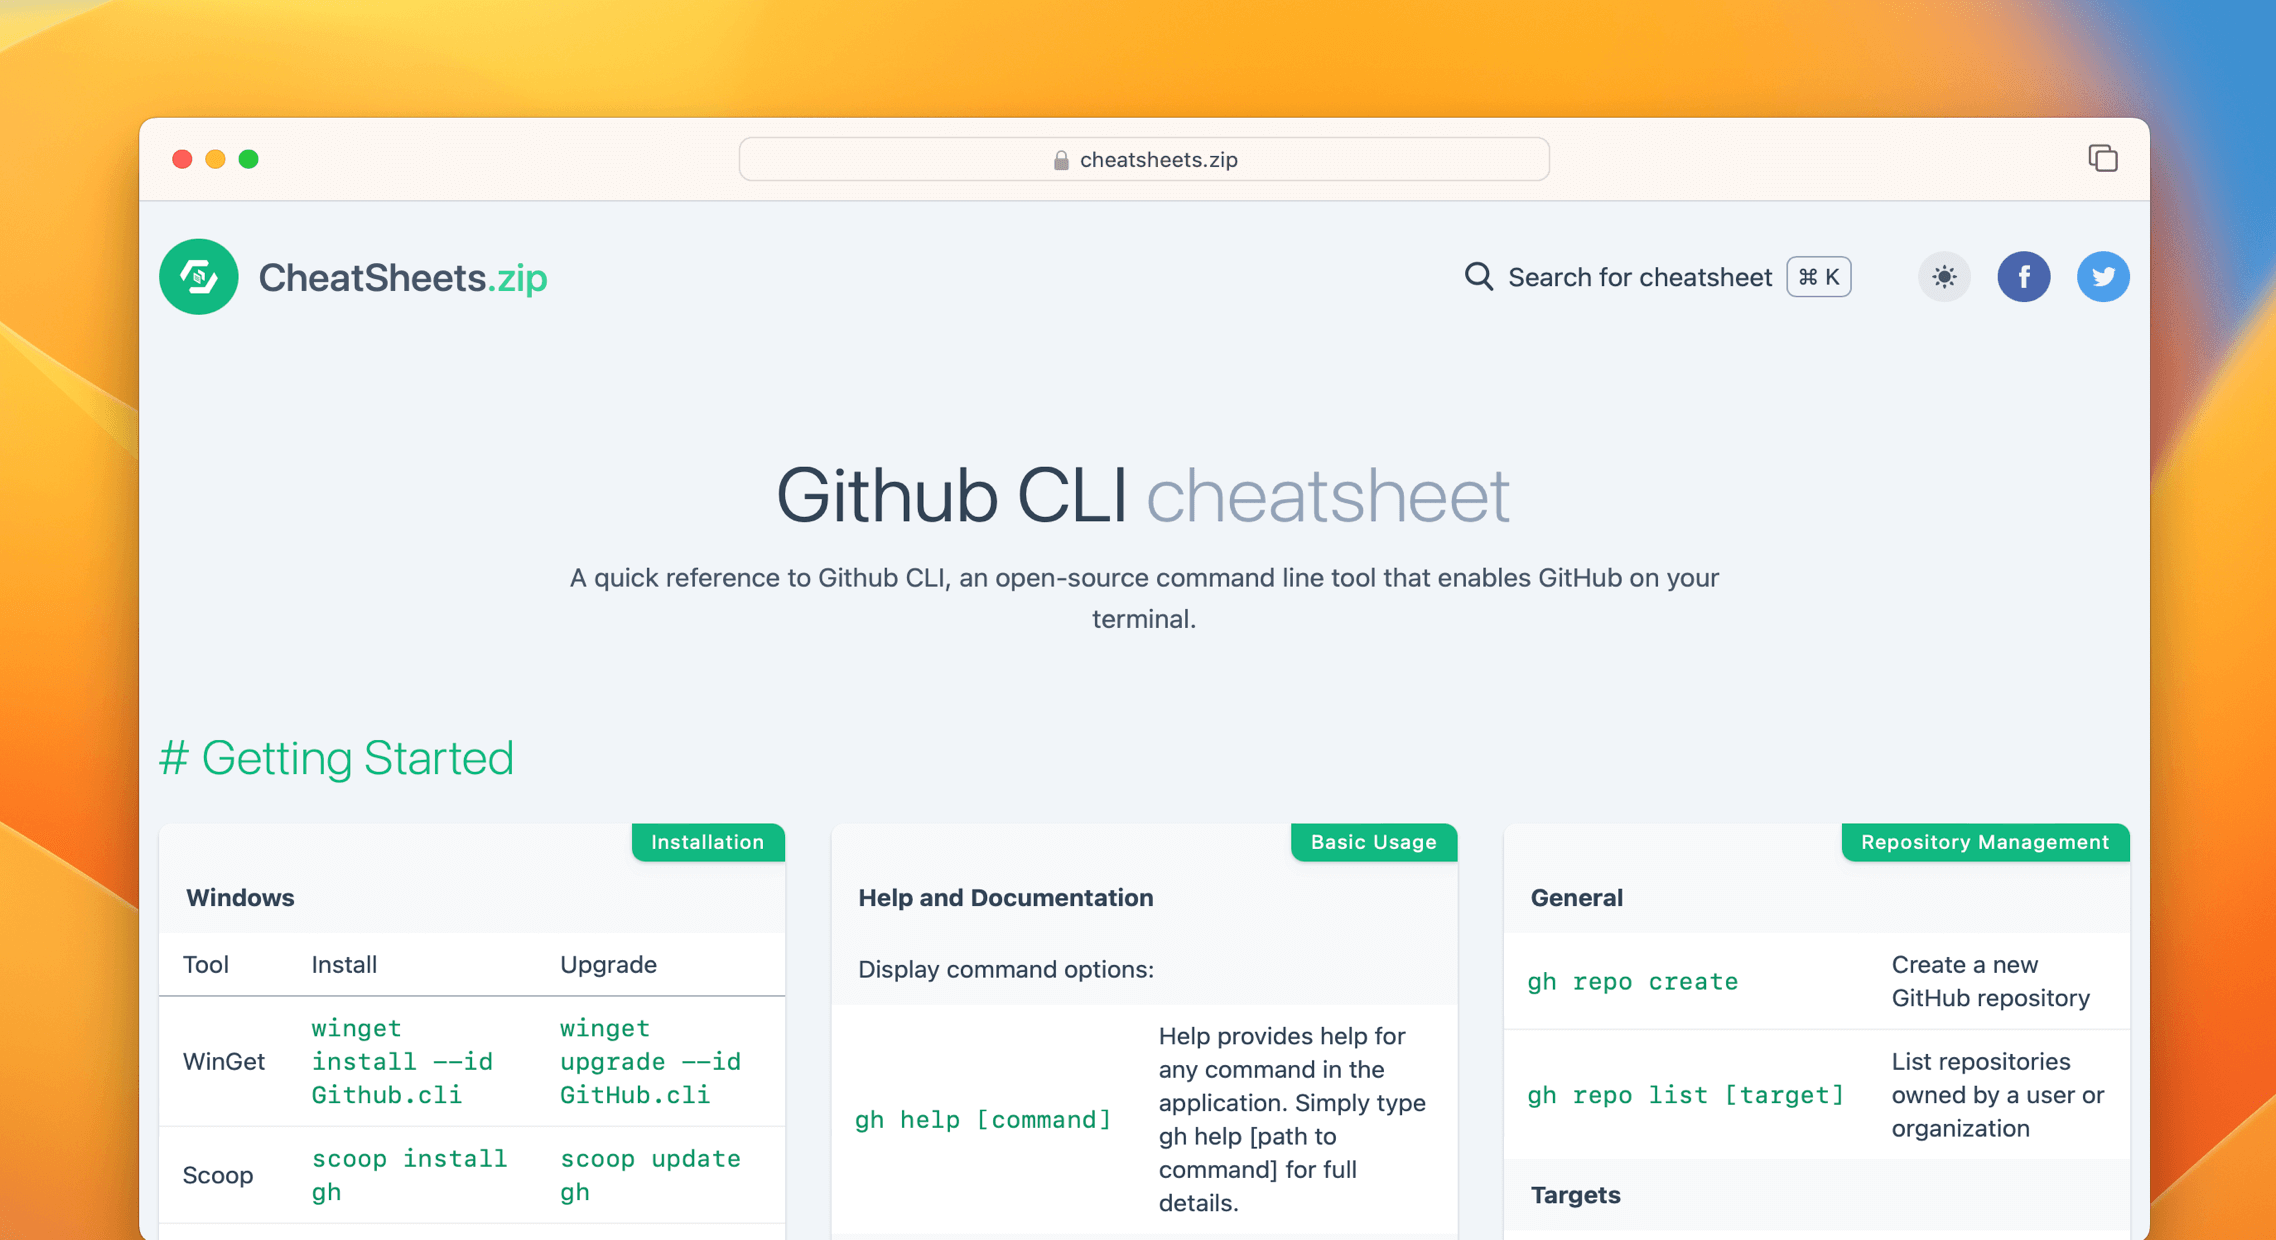 cheatsheets.zip
CheatSheets.zip
Search for cheatsheet ⌘ K
f
Github CLI cheatsheet
A quick reference to Github CLI, an open-source command line tool that enables GitHub on your
terminal.
# Getting Started
Installation
Windows
Tool Install Upgrade
WinGet
winget
install --id
Github.cli
winget
upgrade --id
GitHub.cli
Scoop
scoop install
gh
scoop update
gh
Basic Usage
Help and Documentation
Display command options:
gh help [command]
Help provides help for
any command in the
application. Simply type
gh help [path to
command] for full
details.
Repository Management
General
gh repo create
Create a new
GitHub repository
gh repo list [target]
List repositories
owned by a user or
organization
Targets